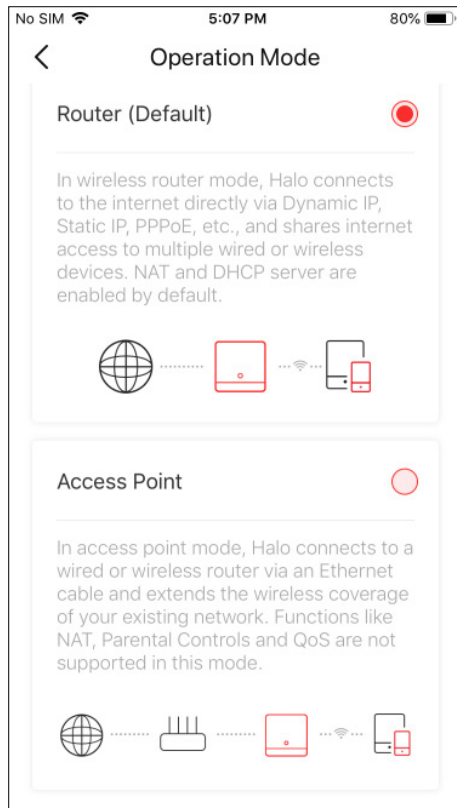 No SIM 5:07 PM 80%
Operation Mode
Router (Default)
In wireless router mode, Halo connects
to the internet directly via Dynamic IP,
Static IP, PPPoE, etc., and shares internet
access to multiple wired or wireless
devices. NAT and DHCP server are
enabled by default.
Access Point
In access point mode, Halo connects to a
wired or wireless router via an Ethernet
cable and extends the wireless coverage
of your existing network. Functions like
NAT, Parental Controls and QoS are not
supported in this mode.